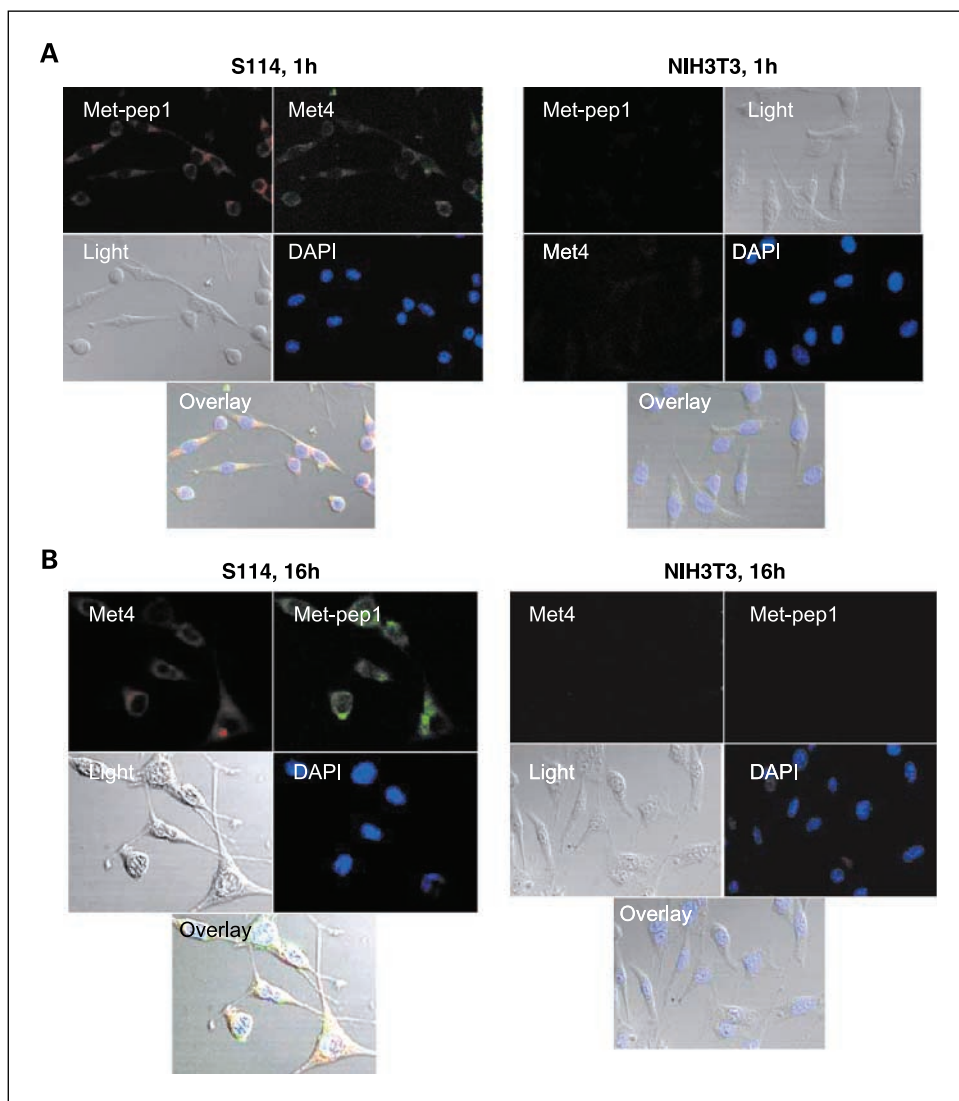 A
S114, 1h
NIH3T3, 1h
Met-pep1
Met4
Met-pep1
Light
Light
DAPI
Met4
DAPI
Overlay
Overlay
B
S114, 16h
NIH3T3, 16h
Met4
Met-pep1
Met4
Met-pep1
Light
DAPI
Light
DAPI
Overlay
Overlay